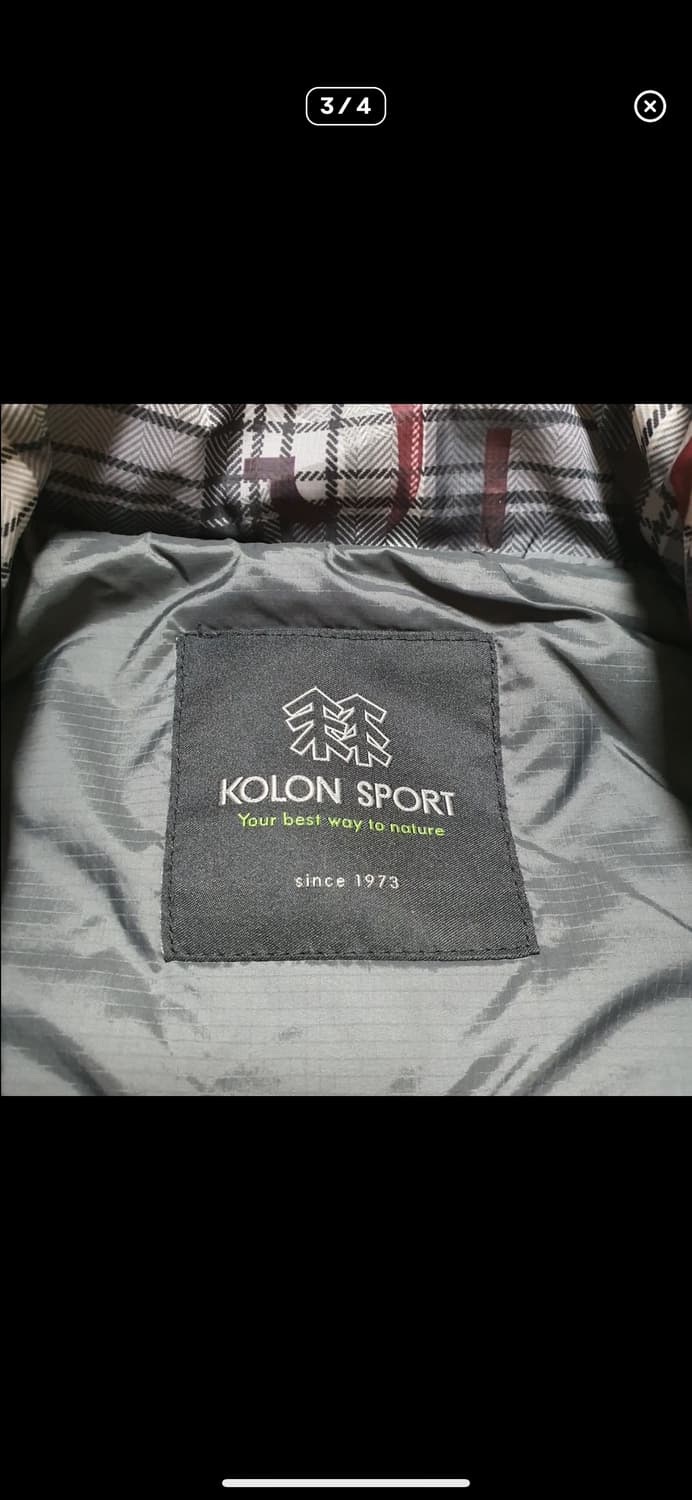 3/4
KOLON SPORT
Your best way to nature
since 1973